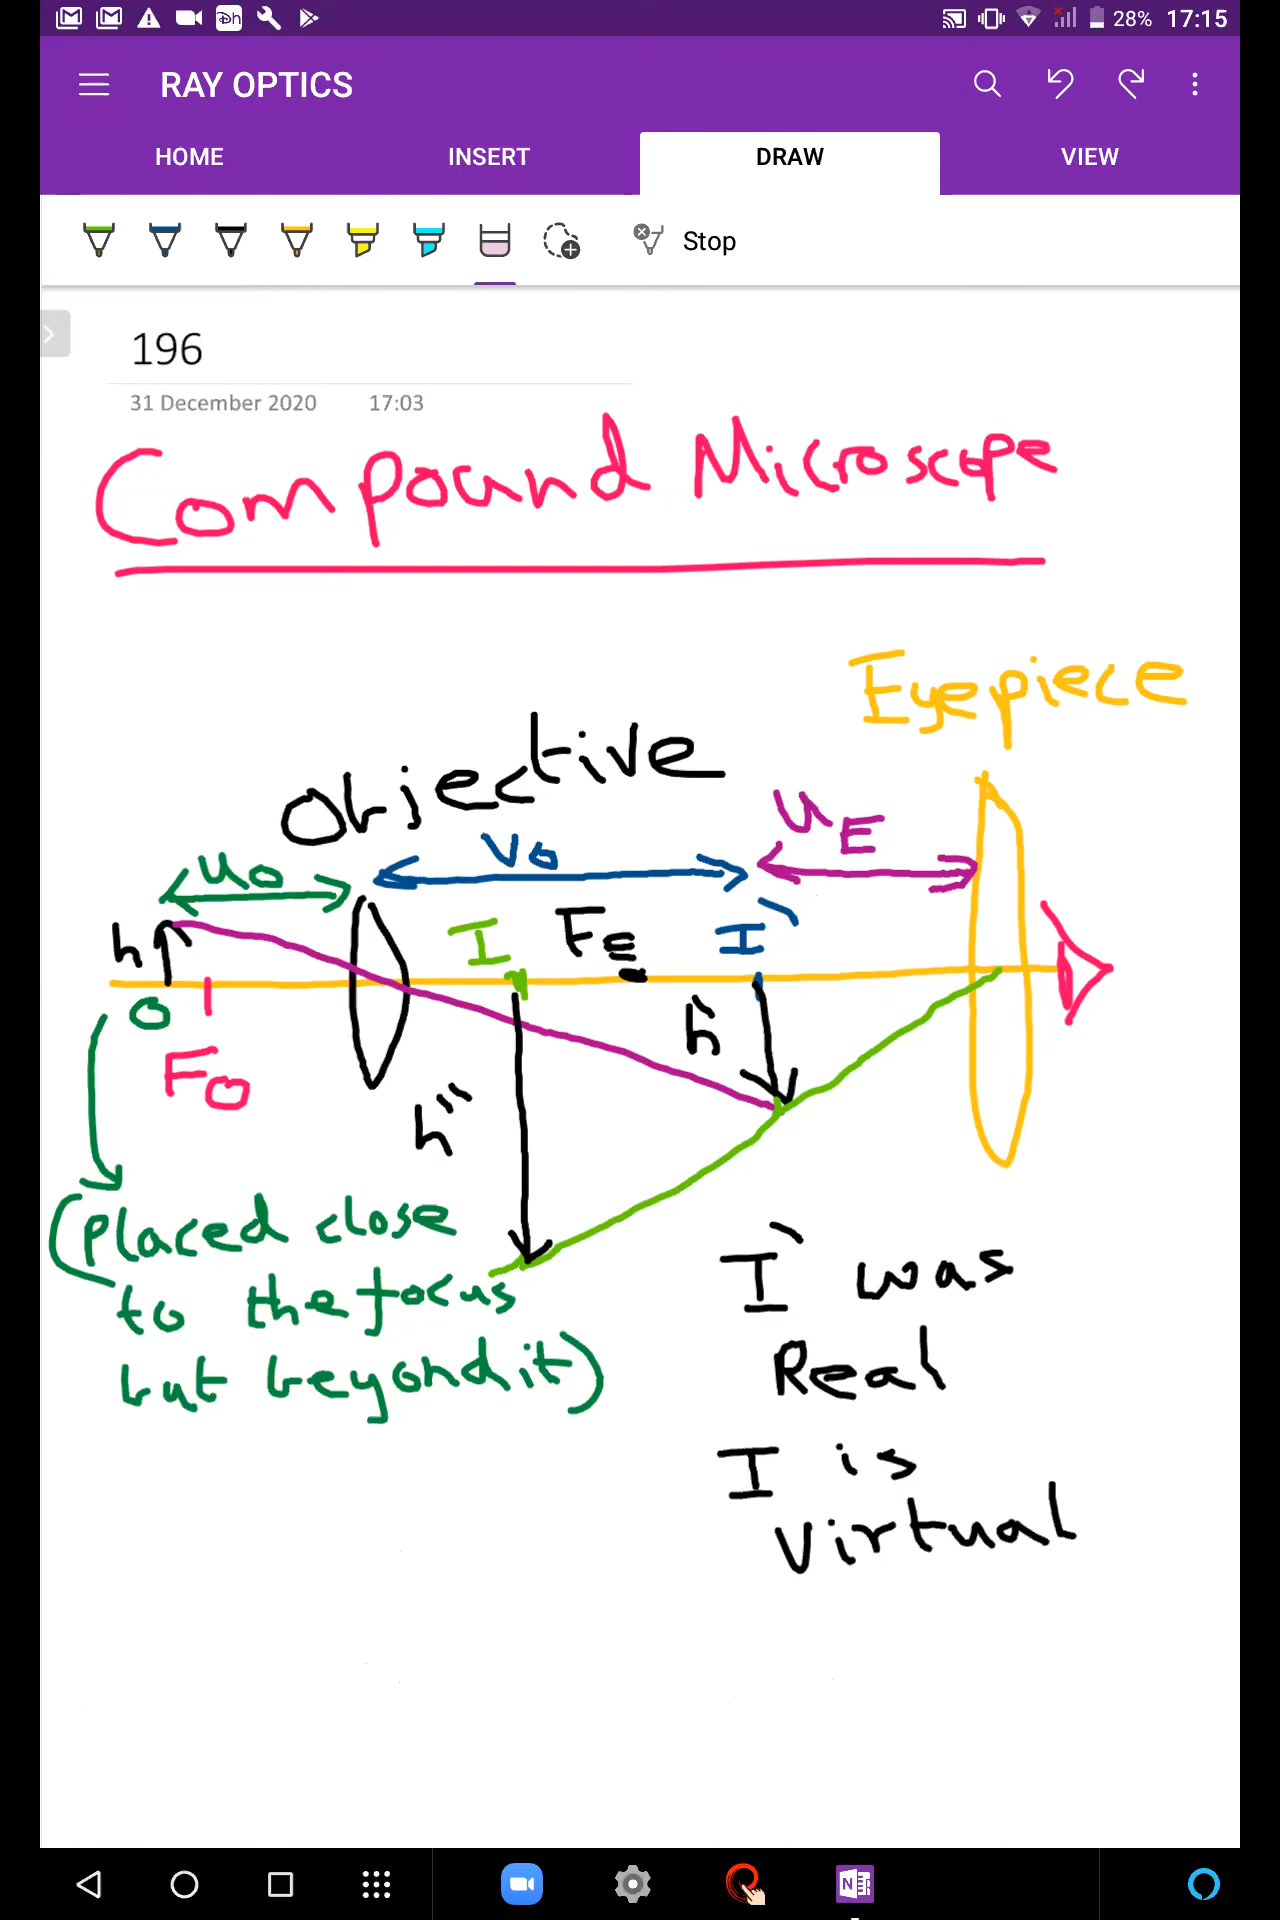 28% 17:15
RAY OPTICS
HOME INSERT DRAW VIEW
Stop
196
31 December 2020 17:03
Compound Microscope
Eyepiece
Objective
uE
vo
uo
h
I
FE
I'
O
h'
Fo
h''
(Placed close
to the focus
but beyond it)
I' was
Real
I is
virtual